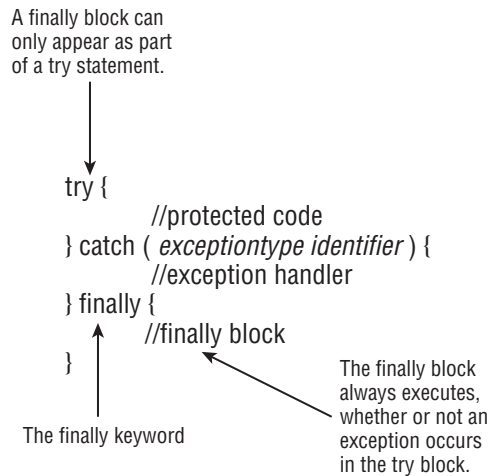 A finally block can
only appear as part
of a try statement.
try {
//protected code
} catch ( exceptiontype identifier ) {
//exception handler
} finally {
//finally block
}
The finally keyword
The finally block
always executes,
whether or not an
exception occurs
in the try block.